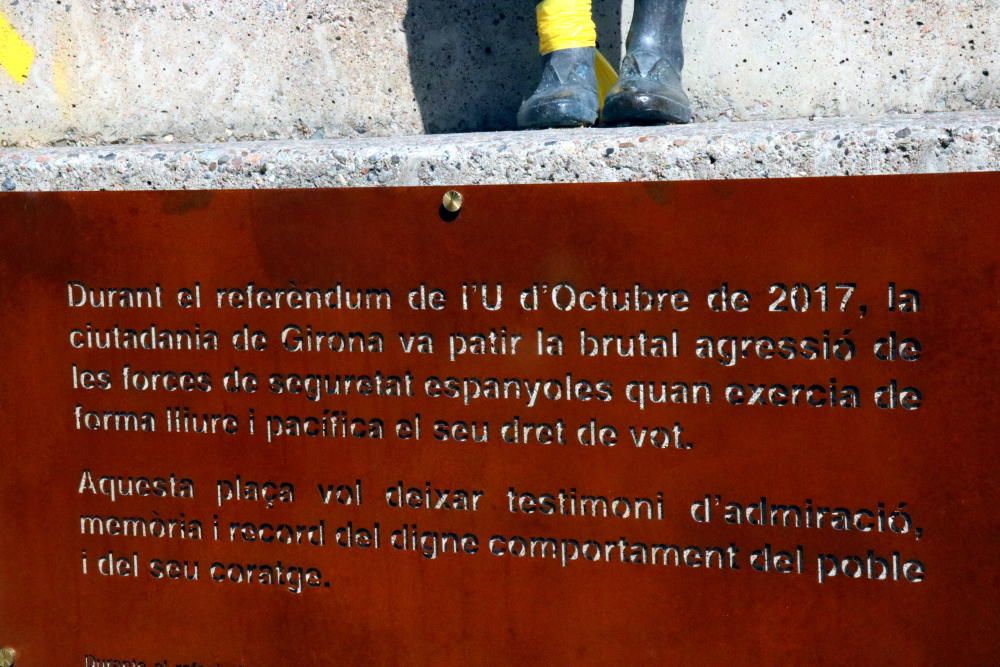 Durant el referèndum de l'U d'Octubre de 2017, la
ciutadania de Girona va patir la brutal agressió de
les forces de seguretat espanyoles quan exercia de
forma lliure i pacífica el seu dret de vot.
Aquesta plaça vol deixar testimoni d'admiració,
memòria i record del digne comportament del poble
i del seu coratge.
Durante el